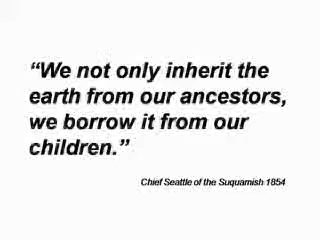 “We not only inherit the
earth from our ancestors,
we borrow it from our
children.”
Chief Seattle of the Suquamish 1854